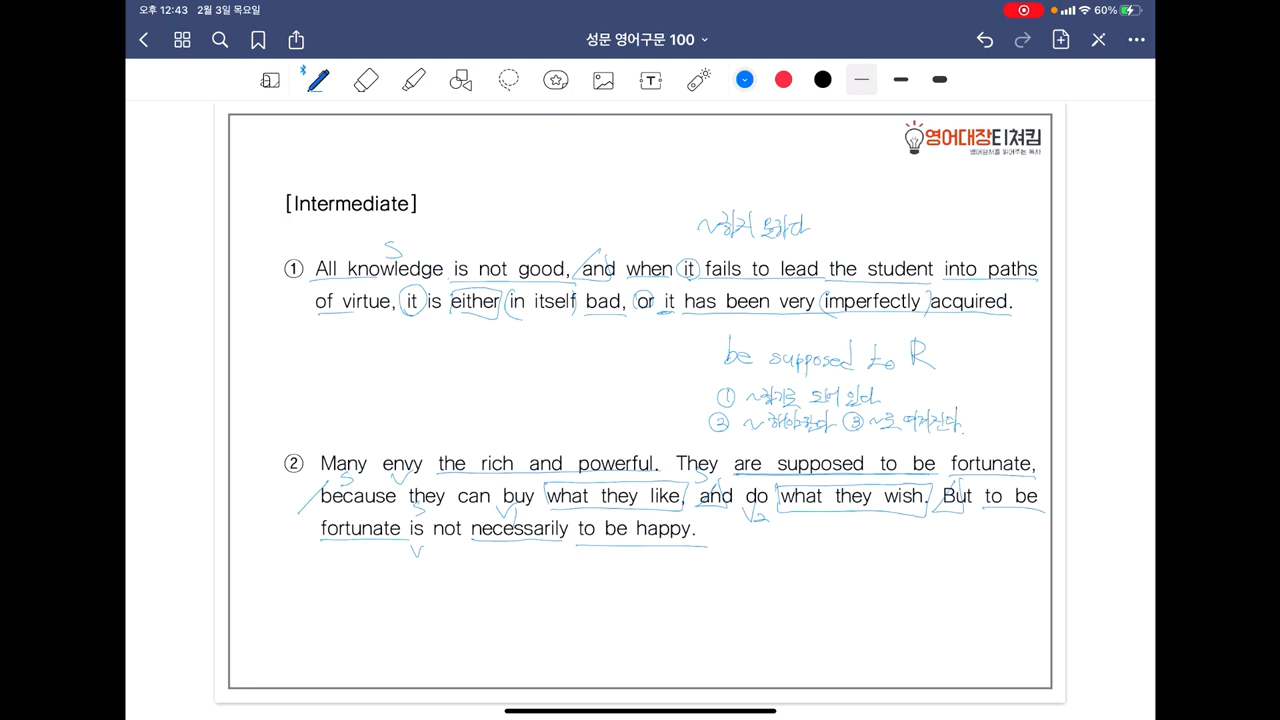 오후 12:43 2월 3일 목요일
60%
성문 영어구문 100
영어대장티쳐킴
[Intermediate]
~하지 못하다
S
① All knowledge is not good, and when it fails to lead the student into paths
of virtue, it is either in itself bad, or it has been very imperfectly acquired.
be supposed to R
① ~하기로 되어 있다
② ~해야한다 ③ ~로 여겨진다.
② Many envy the rich and powerful. They are supposed to be fortunate,
S V S
because they can buy what they like, and do what they wish. But to be
S V1 V2
fortunate is not necessarily to be happy.
V